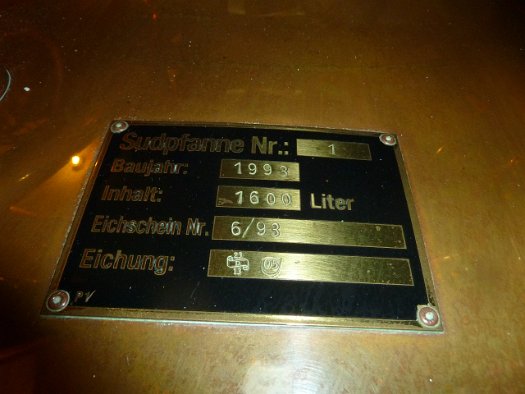 Sudpfanne Nr.: 1
Baujahr: 1993
Inhalt: 1600 Liter
Eichschein Nr. 6/93
Eichung: